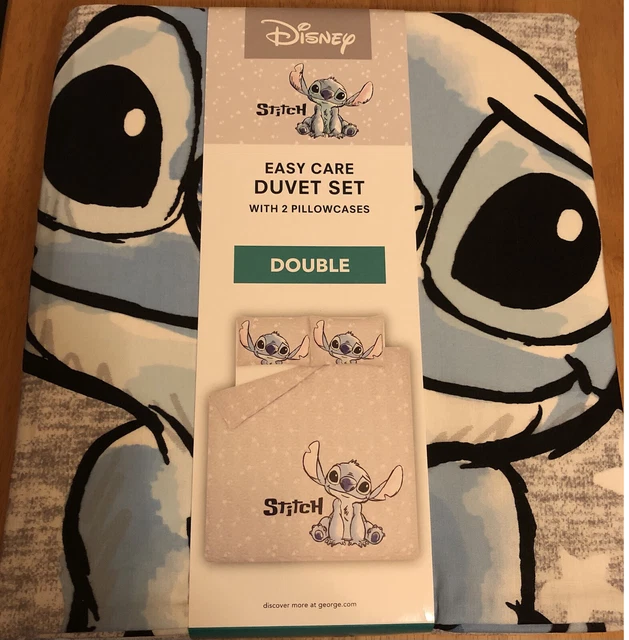 Disney
Stitch
EASY CARE
DUVET SET
WITH 2 PILLOWCASES
DOUBLE
Stitch
discover more at george.com